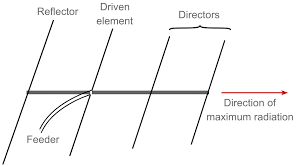 Reflector
Driven
element
Directors
Feeder
Direction of
maximum radiation